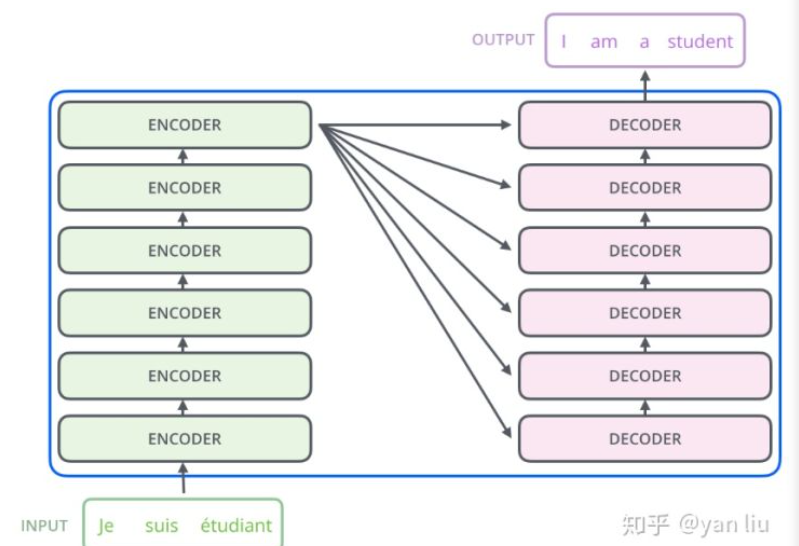 OUTPUT I am a student
ENCODER DECODER
ENCODER DECODER
ENCODER DECODER
ENCODER DECODER
ENCODER DECODER
ENCODER DECODER
INPUT Je suis étudiant
知乎 @yan liu